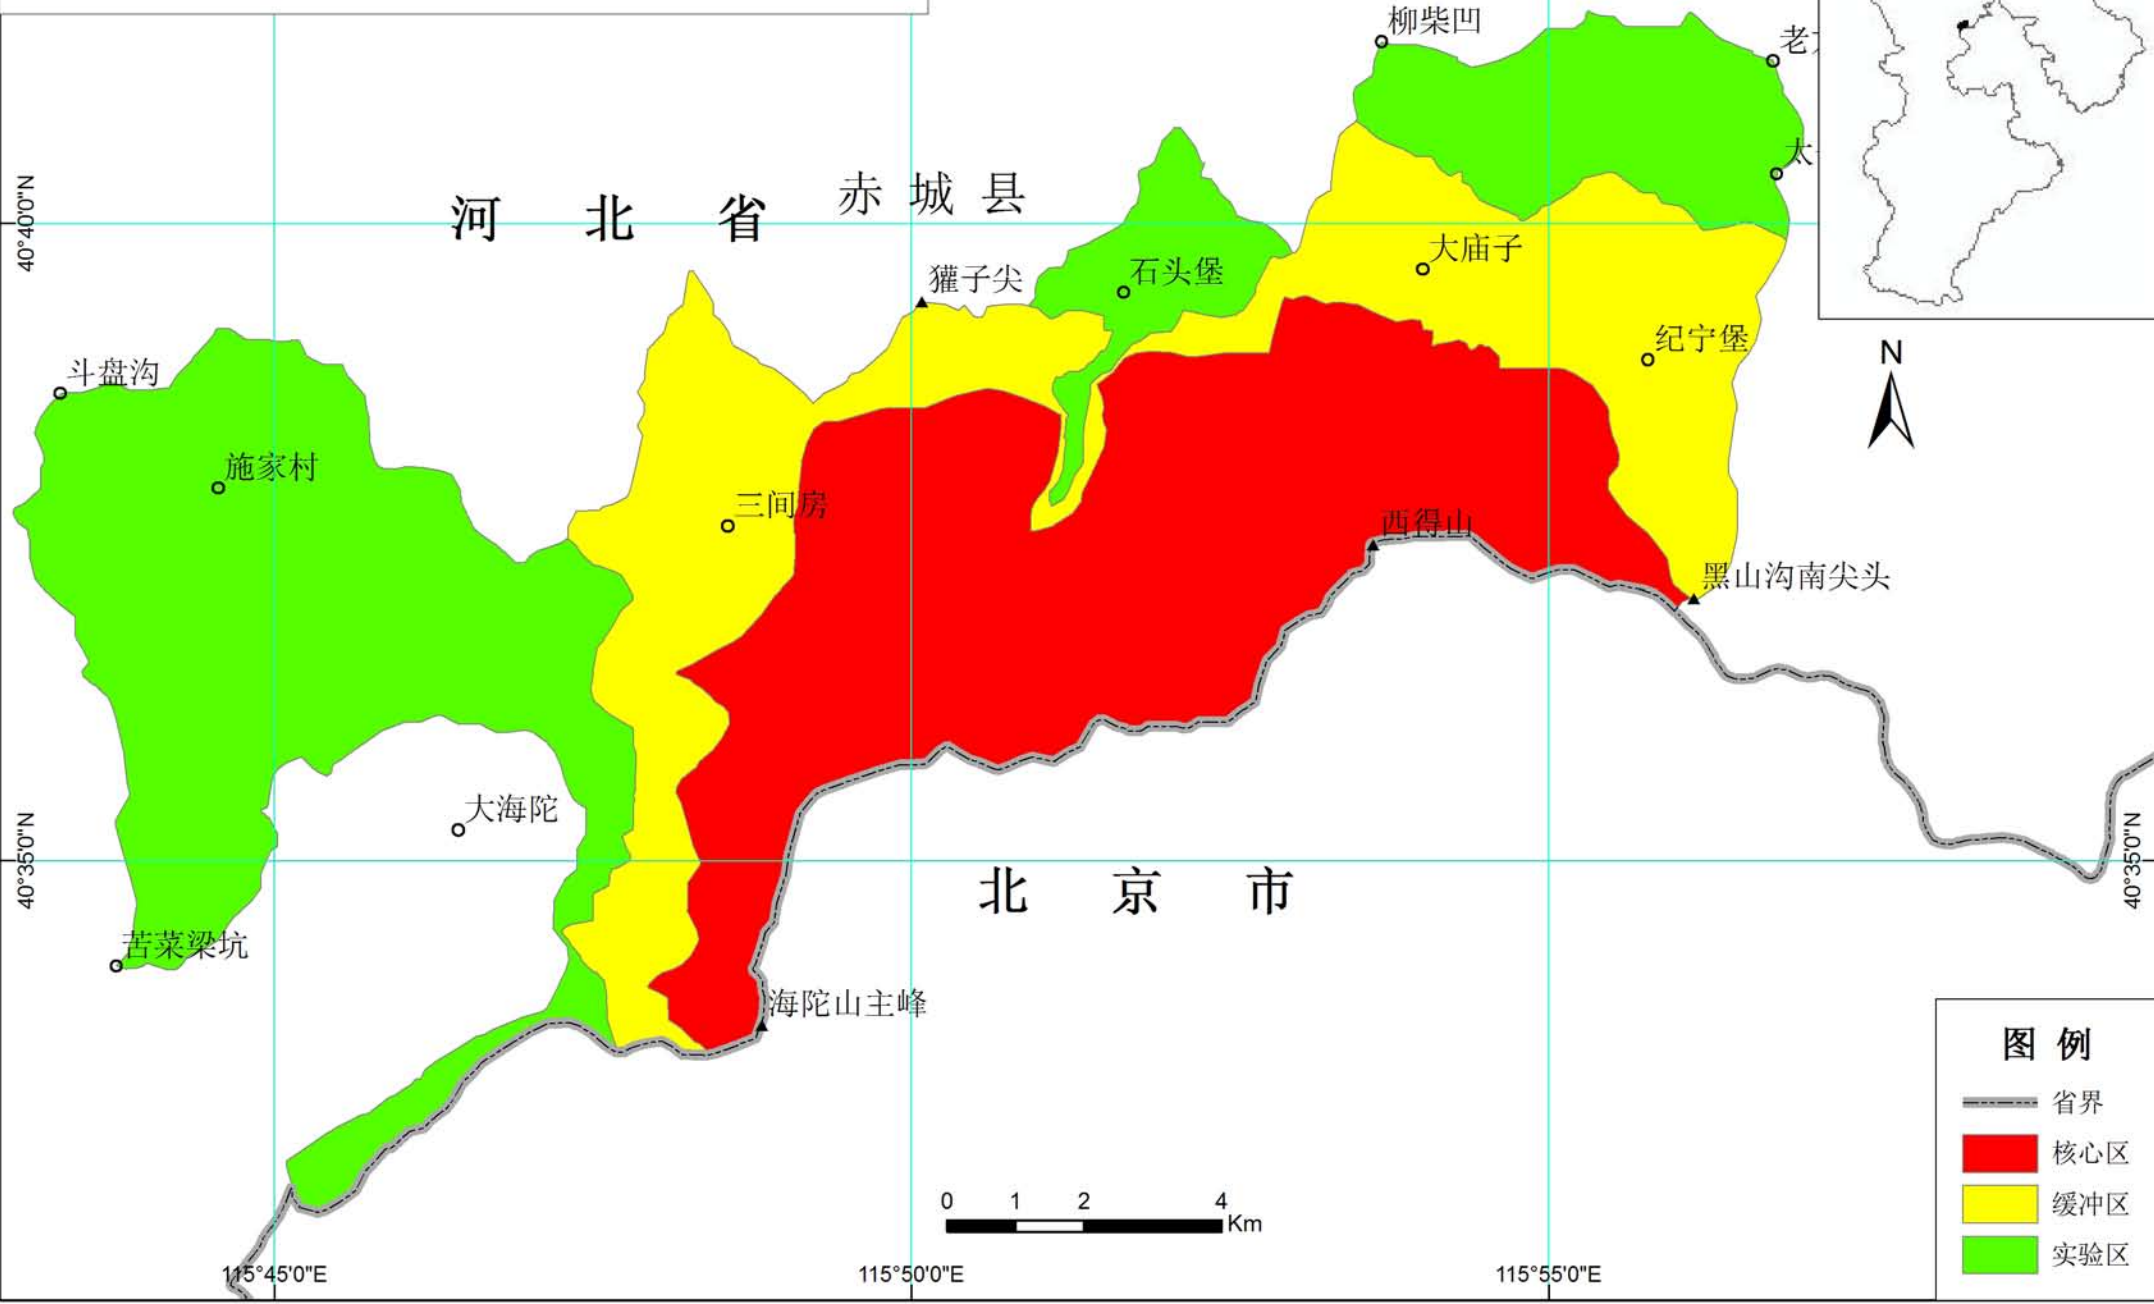 柳柴凹
老
太
河北省
赤城县
40°40'0"N
大庙子
石头堡
獾子尖
纪宁堡
N
斗盘沟
施家村
三间房
西得山
黑山沟南尖头
大海陀
40°35'0"N
40°35'0"N
北京市
苦菜梁坑
海陀山主峰
图例
省界
核心区
缓冲区
实验区
0 1 2 4
Km
115°45'0"E
115°50'0"E
115°55'0"E